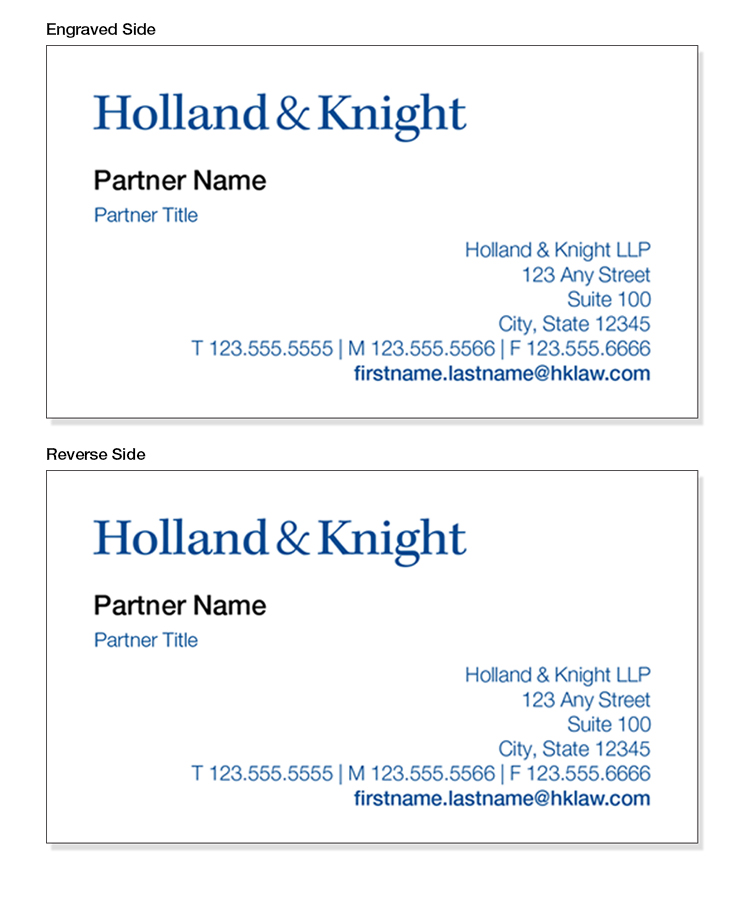 Engraved Side
Holland & Knight
Partner Name
Partner Title
Holland & Knight LLP
123 Any Street
Suite 100
City, State 12345
T 123.555.5555 | M 123.555.5566 | F 123.555.6666
firstname.lastname@hklaw.com
Reverse Side
Holland & Knight
Partner Name
Partner Title
Holland & Knight LLP
123 Any Street
Suite 100
City, State 12345
T 123.555.5555 | M 123.555.5566 | F 123.555.6666
firstname.lastname@hklaw.com